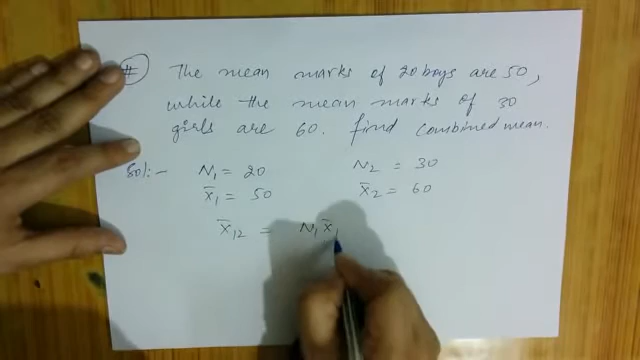 # The mean marks of 20 boys are 50,
while the mean marks of 30
girls are 60. find combined mean.
Sol:- N₁ = 20 N₂ = 30
x̄₁ = 50 x̄₂ = 60
x̄₁₂ = N₁x̄₁